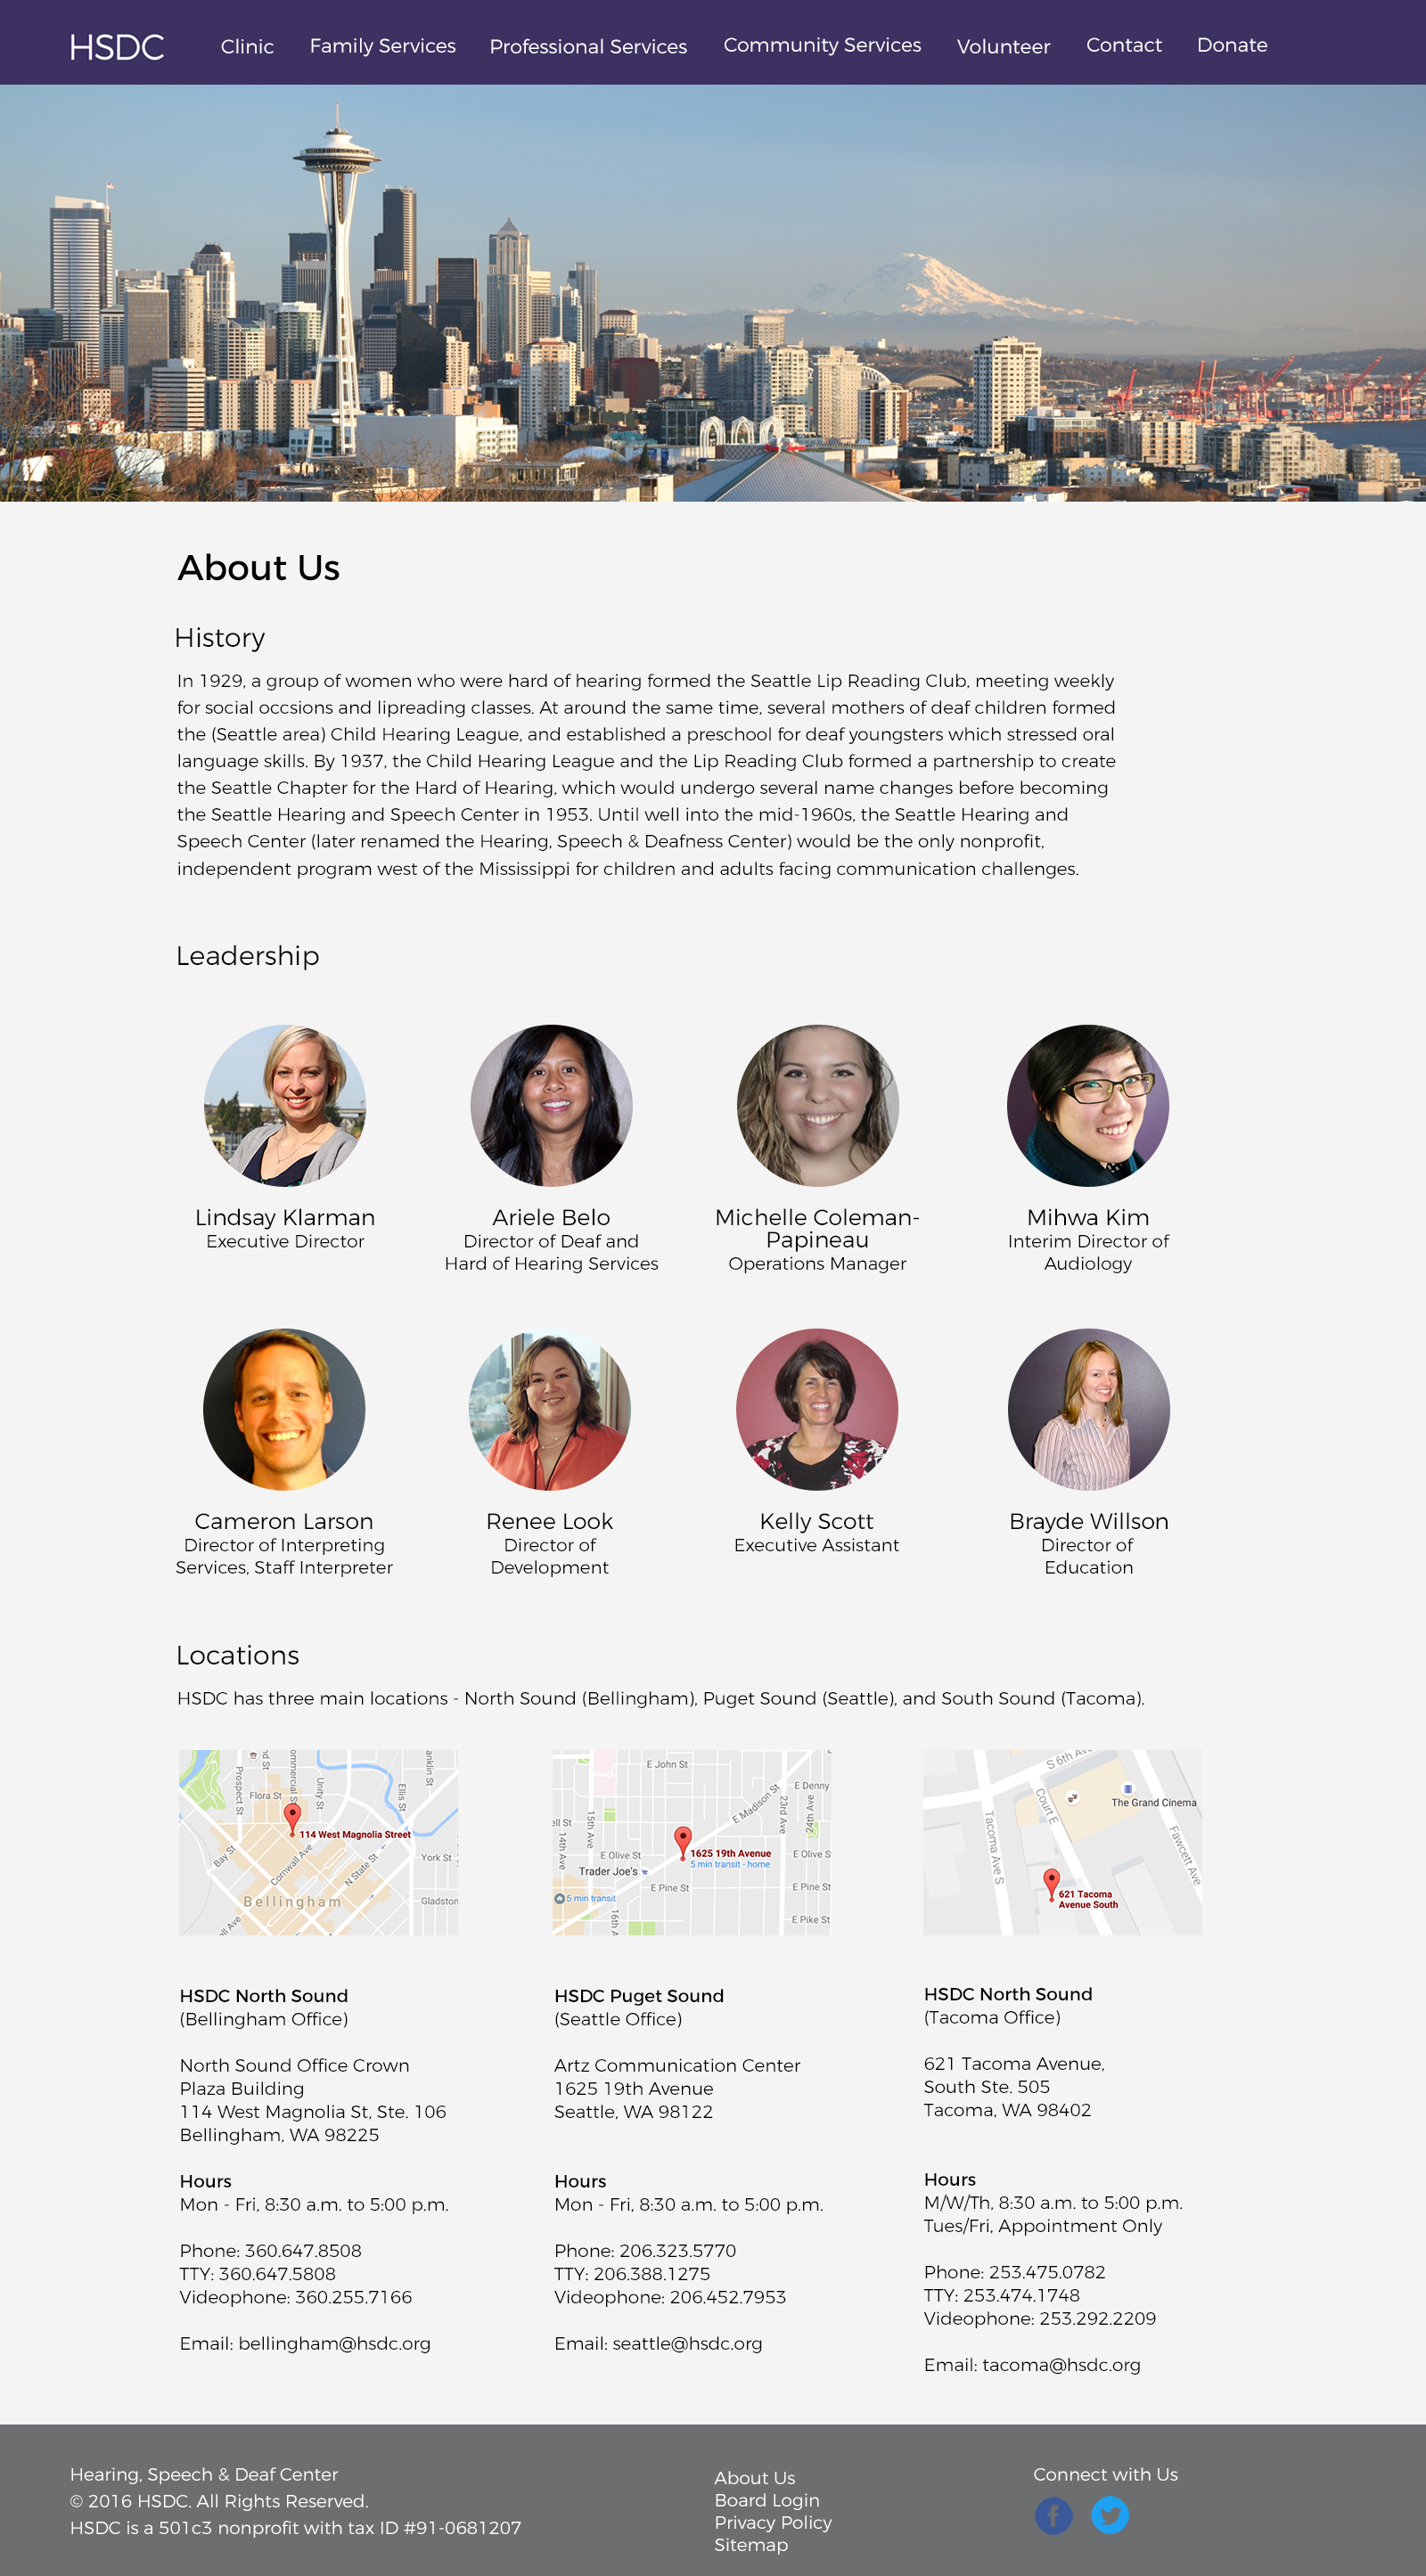 HSDC
Clinic
Family Services
Professional Services
Community Services
Volunteer
Contact
Donate
About Us
History
In 1929, a group of women who were hard of hearing formed the Seattle Lip Reading Club, meeting weekly
for social occsions and lipreading classes. At around the same time, several mothers of deaf children formed
the (Seattle area) Child Hearing League, and established a preschool for deaf youngsters which stressed oral
language skills. By 1937, the Child Hearing League and the Lip Reading Club formed a partnership to create
the Seattle Chapter for the Hard of Hearing, which would undergo several name changes before becoming
the Seattle Hearing and Speech Center in 1953. Until well into the mid-1960s, the Seattle Hearing and
Speech Center (later renamed the Hearing, Speech & Deafness Center) would be the only nonprofit,
independent program west of the Mississippi for children and adults facing communication challenges.
Leadership
Lindsay Klarman
Executive Director
Ariele Belo
Director of Deaf and
Hard of Hearing Services
Michelle Coleman-
Papineau
Operations Manager
Mihwa Kim
Interim Director of
Audiology
Cameron Larson
Director of Interpreting
Services, Staff Interpreter
Renee Look
Director of
Development
Kelly Scott
Executive Assistant
Brayde Willson
Director of
Education
Locations
HSDC has three main locations - North Sound (Bellingham), Puget Sound (Seattle), and South Sound (Tacoma).
Prospect St
Unity St
Ellis St
Flora St
114 West Magnolia Street
Bay St
Cornwall Ave
N State St
York St
Bellingham
Gladston
E John St
E Denny
E Madison St
23rd Ave
24th Ave
15th Ave
14th Ave
16th A
E Olive St
1625 19th Avenue
5 min transit - home
E Olive S
Trader Joe's
5 min transit
E Pine St
E Pine St
E Pike St
S 6th Ave
Court E
The Grand Cinema
Tacoma Ave S
Fawcett Ave
621 Tacoma
Avenue South
HSDC North Sound
(Bellingham Office)
North Sound Office Crown
Plaza Building
114 West Magnolia St, Ste. 106
Bellingham, WA 98225
Hours
Mon - Fri, 8:30 a.m. to 5:00 p.m.
Phone: 360.647.8508
TTY: 360.647.5808
Videophone: 360.255.7166
Email: bellingham@hsdc.org
HSDC Puget Sound
(Seattle Office)
Artz Communication Center
1625 19th Avenue
Seattle, WA 98122
Hours
Mon - Fri, 8:30 a.m. to 5:00 p.m.
Phone: 206.323.5770
TTY: 206.388.1275
Videophone: 206.452.7953
Email: seattle@hsdc.org
HSDC North Sound
(Tacoma Office)
621 Tacoma Avenue,
South Ste. 505
Tacoma, WA 98402
Hours
M/W/Th, 8:30 a.m. to 5:00 p.m.
Tues/Fri, Appointment Only
Phone: 253.475.0782
TTY: 253.474.1748
Videophone: 253.292.2209
Email: tacoma@hsdc.org
Hearing, Speech & Deaf Center
© 2016 HSDC. All Rights Reserved.
HSDC is a 501c3 nonprofit with tax ID #91-0681207
About Us
Board Login
Privacy Policy
Sitemap
Connect with Us